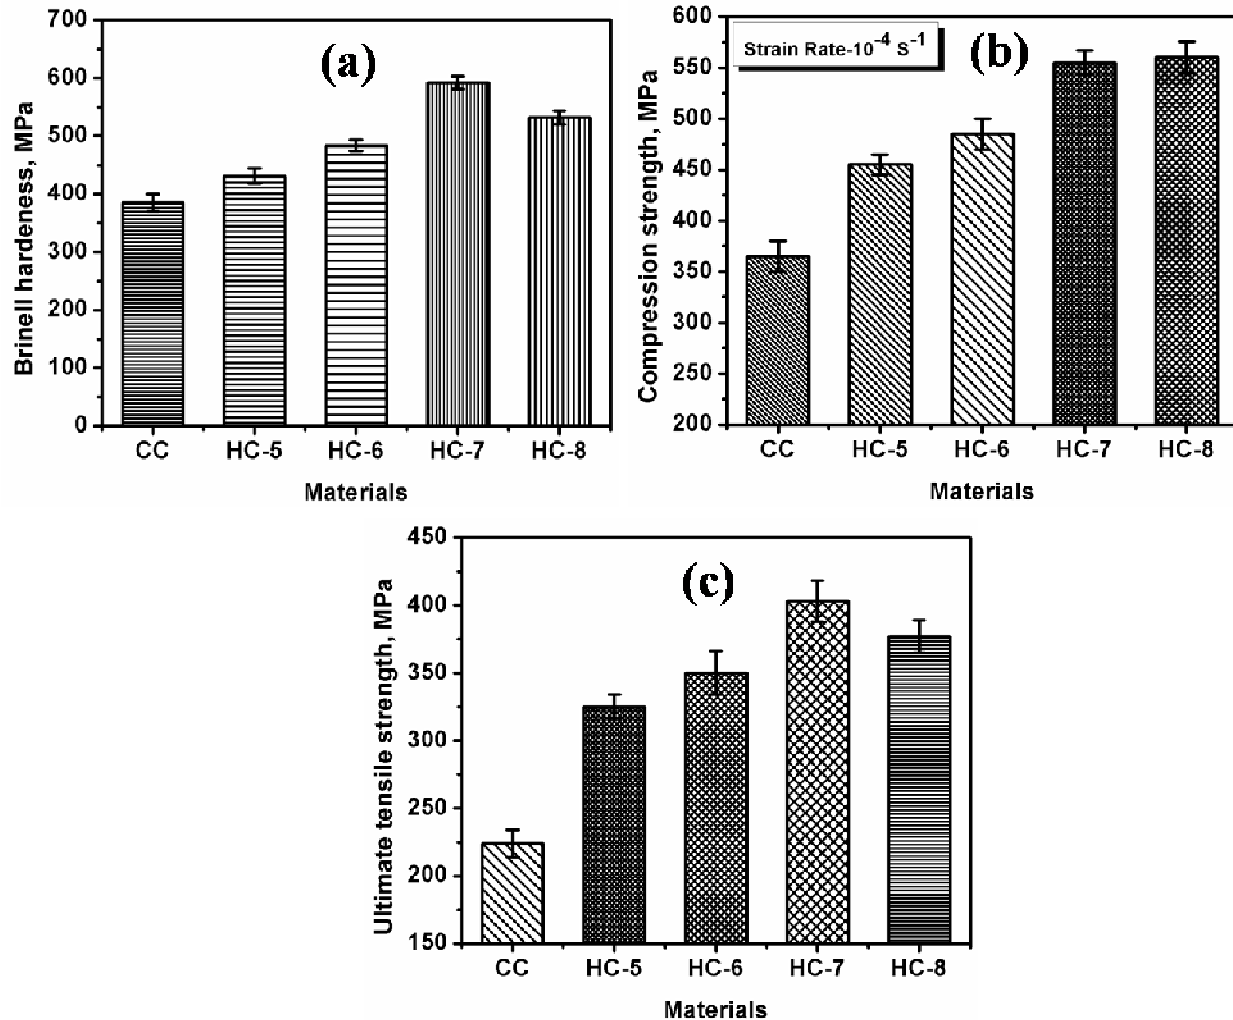 700
600
500
400
300
200
100
0
Brinell hardeness, MPa
(a)
CC HC-5 HC-6 HC-7 HC-8
Materials
600
550
500
450
400
350
300
250
200
Compression strength, MPa
Strain Rate-10⁻⁴ S⁻¹
(b)
CC HC-5 HC-6 HC-7 HC-8
Materials
450
400
350
300
250
200
150
Ultimate tensile strength, MPa
(c)
CC HC-5 HC-6 HC-7 HC-8
Materials